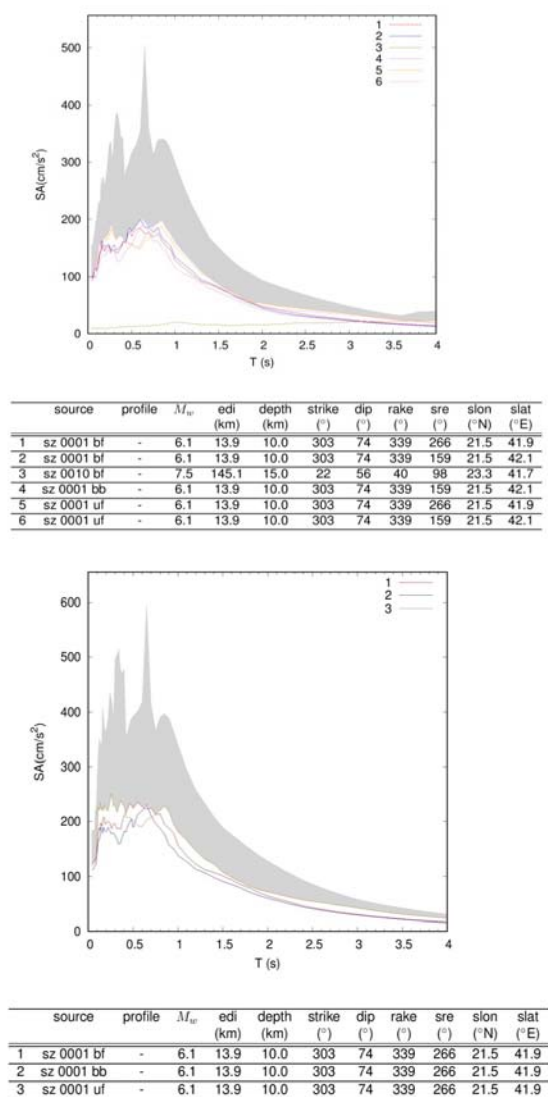 500
400
300
200
100
0
SA(cm/s²)
1
2
3
4
5
6
0 0.5 1 1.5 2 2.5 3 3.5 4
T (s)
source profile M_w edi depth strike dip rake sre slon slat
(km) (km) (°) (°) (°) (°) (°N) (°E)
1 sz 0001 bf - 6.1 13.9 10.0 303 74 339 266 21.5 41.9
2 sz 0001 bf - 6.1 13.9 10.0 303 74 339 159 21.5 42.1
3 sz 0010 bf - 7.5 145.1 15.0 22 56 40 98 23.3 41.7
4 sz 0001 bb - 6.1 13.9 10.0 303 74 339 159 21.5 42.1
5 sz 0001 uf - 6.1 13.9 10.0 303 74 339 266 21.5 41.9
6 sz 0001 uf - 6.1 13.9 10.0 303 74 339 159 21.5 42.1
600
500
400
300
200
100
0
SA(cm/s²)
1
2
3
0 0.5 1 1.5 2 2.5 3 3.5 4
T (s)
source profile M_w edi depth strike dip rake sre slon slat
(km) (km) (°) (°) (°) (°) (°N) (°E)
1 sz 0001 bf - 6.1 13.9 10.0 303 74 339 266 21.5 41.9
2 sz 0001 bb - 6.1 13.9 10.0 303 74 339 266 21.5 41.9
3 sz 0001 uf - 6.1 13.9 10.0 303 74 339 266 21.5 41.9